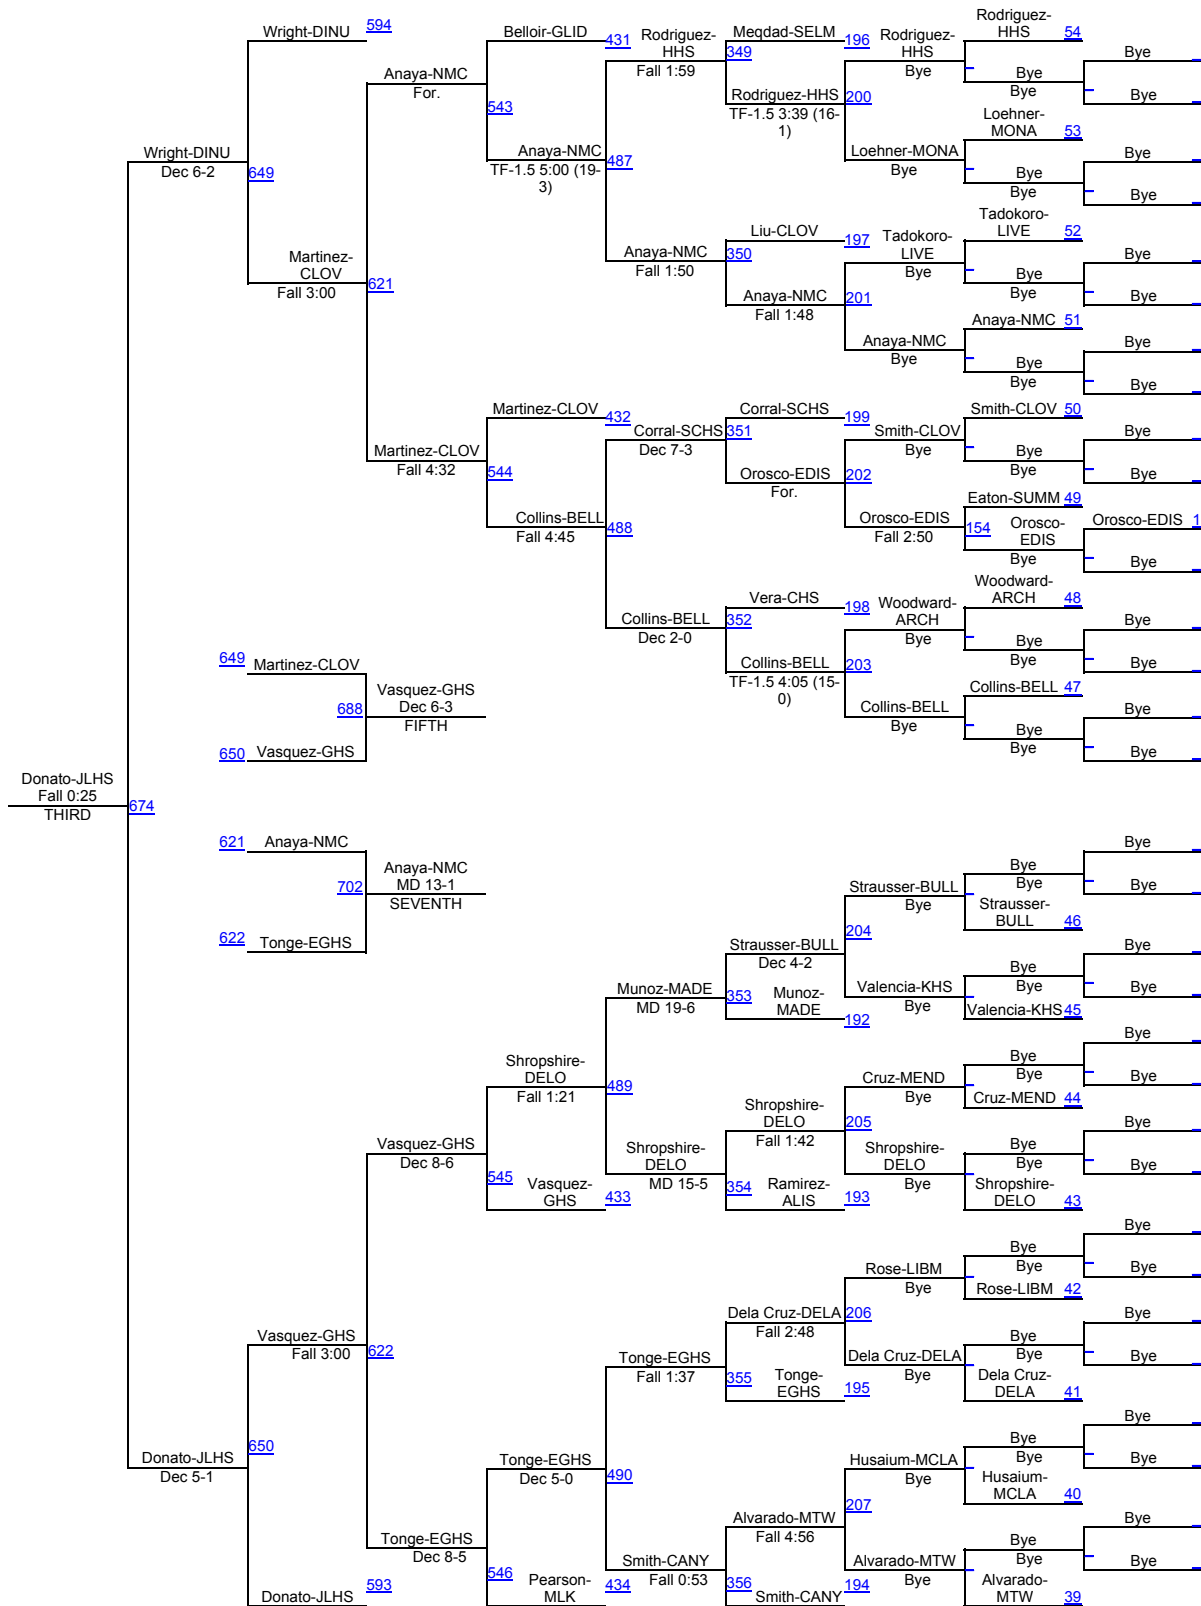 Wright-DINU 594
Belloir-GLID 431
Rodriguez-
HHS
Fall 1:59
Meqdad-SELM 196
349
Rodriguez-
HHS
Bye
Rodriguez-
HHS 54
Bye
Bye
Bye
Bye
Anaya-NMC
For.
543
Rodriguez-HHS 200
TF-1.5 3:39 (16-
1)
Loehner-
MONA 53
Wright-DINU
Dec 6-2
649
Anaya-NMC
TF-1.5 5:00 (19-
3)
487
Loehner-MONA
Bye
Bye
Bye
Bye
Bye
Martinez-
CLOV
Fall 3:00
621
Anaya-NMC
Fall 1:50
Liu-CLOV 197
350
Tadokoro-
LIVE
Bye
Tadokoro-
LIVE 52
Bye
Bye
Bye
Bye
Anaya-NMC
Fall 1:48
201
Anaya-NMC 51
Anaya-NMC
Bye
Bye
Bye
Bye
Bye
Martinez-CLOV
Fall 4:32
Martinez-CLOV 432
544
Corral-SCHS
Dec 7-3
Corral-SCHS 199
351
Smith-CLOV
Bye
Smith-CLOV 50
Bye
Bye
Bye
Bye
Orosco-EDIS
For.
202
Eaton-SUMM 49
Collins-BELL
Fall 4:45
488
Orosco-EDIS
Fall 2:50
154
Orosco-
EDIS
Bye
Orosco-EDIS 1
Bye
Collins-BELL
Dec 2-0
Vera-CHS 198
352
Woodward-
ARCH
Bye
Woodward-
ARCH 48
Bye
Bye
Bye
Bye
Collins-BELL
TF-1.5 4:05 (15-
0)
203
Collins-BELL 47
Collins-BELL
Bye
Bye
Bye
Bye
Bye
649 Martinez-CLOV
688
Vasquez-GHS
Dec 6-3
FIFTH
650 Vasquez-GHS
Donato-JLHS
Fall 0:25
THIRD
674
621 Anaya-NMC
702
Anaya-NMC
MD 13-1
SEVENTH
622 Tonge-EGHS
Strausser-BULL
Bye
Bye
Bye
Bye
Bye
Strausser-
BULL 46
Strausser-BULL
Dec 4-2
204
Munoz-MADE
MD 19-6
353
Munoz-
MADE
192
Valencia-KHS
Bye
Bye
Bye
Bye
Bye
Valencia-KHS 45
Shropshire-
DELO
Fall 1:21
489
Shropshire-
DELO
Fall 1:42
205
Cruz-MEND
Bye
Bye
Bye
Bye
Bye
Cruz-MEND 44
Vasquez-GHS
Dec 8-6
545
Vasquez-
GHS
433
Shropshire-
DELO
MD 15-5
354
Ramirez-
ALIS
193
Shropshire-
DELO
Bye
Bye
Bye
Bye
Bye
Shropshire-
DELO 43
Vasquez-GHS
Fall 3:00
622
Rose-LIBM
Bye
Bye
Bye
Bye
Bye
Rose-LIBM 42
Dela Cruz-DELA
Fall 2:48
206
Tonge-EGHS
Fall 1:37
355
Tonge-
EGHS
195
Dela Cruz-DELA
Bye
Bye
Bye
Bye
Bye
Dela Cruz-
DELA 41
Donato-JLHS
Dec 5-1
650
Tonge-EGHS
Dec 5-0
490
Husaium-MCLA
Bye
Bye
Bye
Bye
Bye
Husaium-
MCLA 40
Alvarado-MTW
Fall 4:56
207
Tonge-EGHS
Dec 8-5
546
Pearson-
MLK
434
Smith-CANY
Fall 0:53
356
Smith-CANY
194
Alvarado-MTW
Bye
Bye
Bye
Bye
Bye
Alvarado-
MTW 39
Donato-JLHS
593